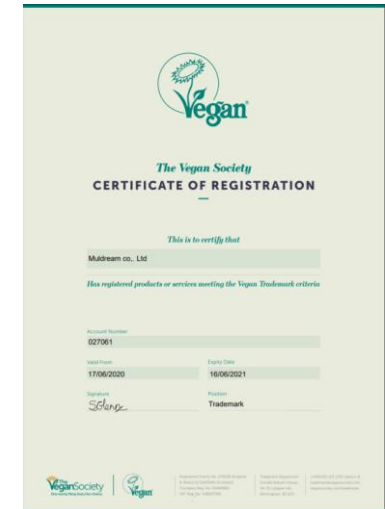 Vegan
The Vegan Society
CERTIFICATE OF REGISTRATION
This is to certify that
Muldream co,. Ltd
Has registered products or services meeting the Vegan Trademark criteria
Account Number
027061
Valid From
Expiry Date
17/06/2020
16/06/2021
Signature
Position
Trademark
The
VeganSociety
Vegan